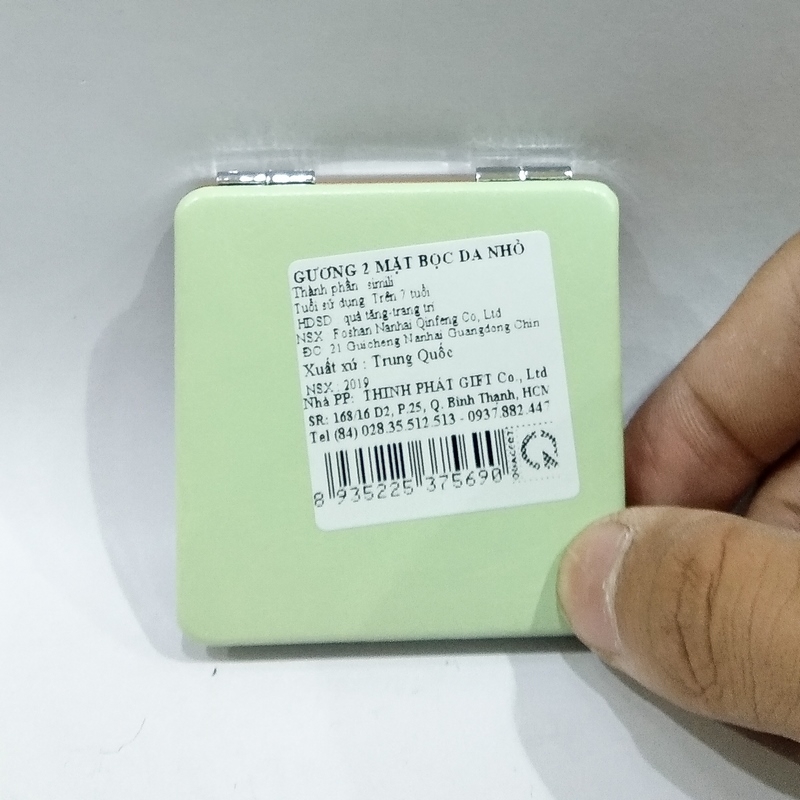 GƯƠNG 2 MẶT BỌC DA NHỎ
Thành phần simili
Tuổi sử dụng Trên 7 tuổi
HDSD quà tặng-trang trí
NSX Foshan Nanhai Qinfeng Co, Ltd
ĐC 21 Guicheng Nanhai Guangdong Chin
Xuất xứ : Trung Quốc
NSX : 2019
Nhà PP: THINH PHÁT GIFT Co., Ltd
SR: 168/16 D2, P.25, Q. Bình Thạnh, HCN
Tel (84) 028.35.512.513 - 0937.882.447
8 935225 375690